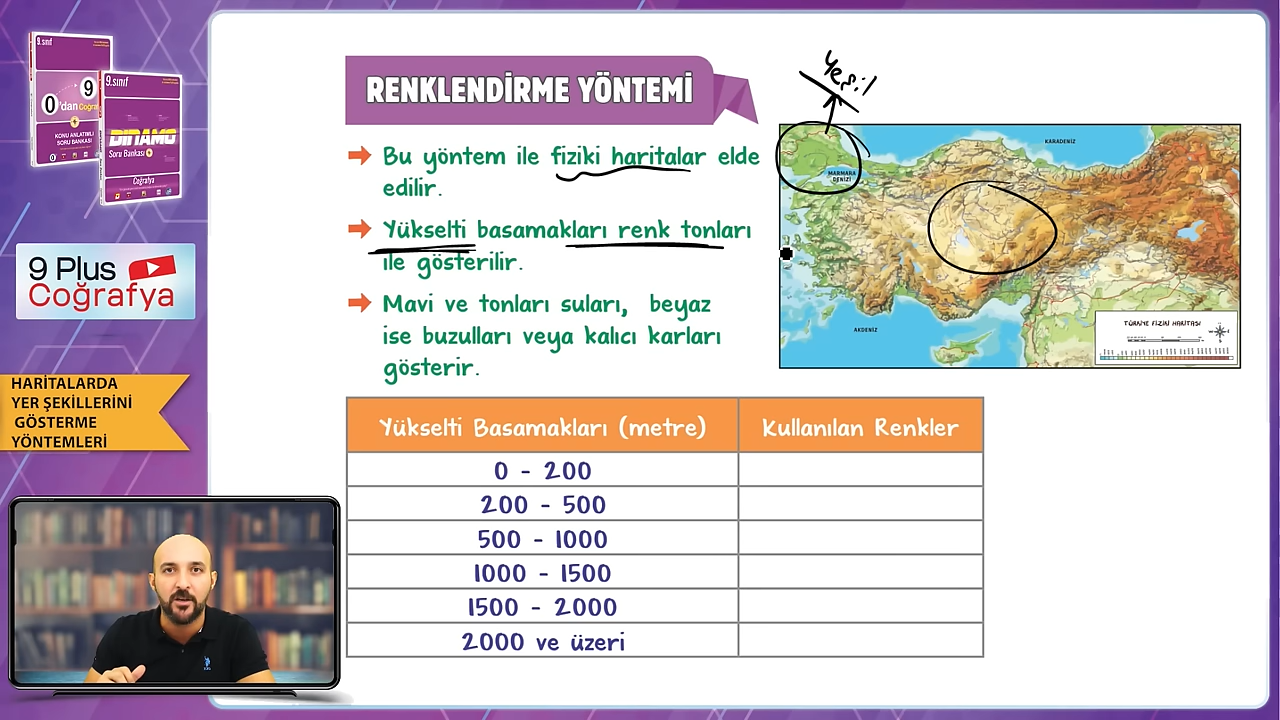 9.sınıf
9.sınıf
0'dan
9
KONU ANLATIMLI
SORU BANKASI
DİNAMO
Soru Bankası
Coğrafya
9 Plus
Coğrafya
HARİTALARDA
YER ŞEKİLLERİNİ
GÖSTERME
YÖNTEMLERİ
RENKLENDİRME YÖNTEMİ
Yeşil
Bu yöntem ile fiziki haritalar elde
edilir.
Yükselti basamakları renk tonları
ile gösterilir.
Mavi ve tonları suları, beyaz
ise buzulları veya kalıcı karları
gösterir.
KARADENİZ
MARMARA
DENİZİ
AKDENİZ
TÜRKİYE FİZİKİ HARİTASI
Yükselti Basamakları (metre) Kullanılan Renkler
0 - 200
200 - 500
500 - 1000
1000 - 1500
1500 - 2000
2000 ve üzeri